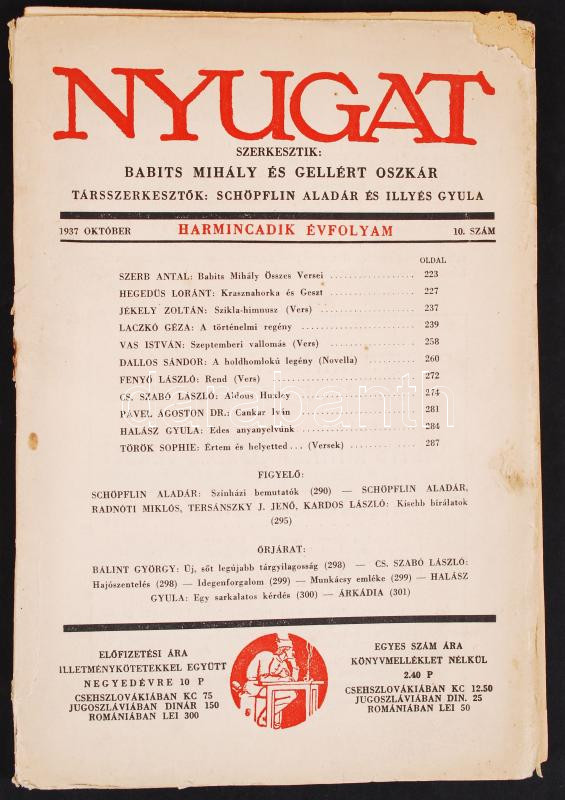 NYUGAT
SZERKESZTIK:
BABITS MIHÁLY ÉS GELLÉRT OSZKÁR
TÁRSSZERKESZTŐK: SCHÖPFLIN ALADÁR ÉS ILLYÉS GYULA
1937 OKTÓBER HARMINCADIK ÉVFOLYAM 10. SZÁM
OLDAL
SZERB ANTAL: Babits Mihály Összes Versei 223
HEGEDÜS LORÁNT: Krasznahorka és Geszt 227
JÉKELY ZOLTÁN: Szikla-himnusz (Vers) 237
LACZKÓ GÉZA: A történelmi regény 239
VAS ISTVÁN: Szeptemberi vallomás (Vers) 258
DALLOS SÁNDOR: A holdhomlokú legény (Novella) 260
FENYŐ LÁSZLÓ: Rend (Vers) 272
CS. SZABÓ LÁSZLÓ: Aldous Huxley 274
PÁVEL ÁGOSTON DR.: Cankar Iván 281
HALÁSZ GYULA: Edes anyanyelvünk 284
TÖRÖK SOPHIE: Értem és helyetted... (Versek) 287
FIGYELŐ:
SCHÖPFLIN ALADÁR: Szinházi bemutatók (290) — SCHÖPFLIN ALADÁR,
RADNÓTI MIKLÓS, TERSÁNSZKY J. JENŐ, KARDOS LÁSZLÓ: Kisebb birálatok
(295)
ŐRJÁRAT:
BÁLINT GYÖRGY: Uj, sőt legújabb tárgyilagosság (298) — CS. SZABÓ LÁSZLÓ:
Hajószentelés (298) — Idegenforgalom (299) — Munkácsy emléke (299) — HALÁSZ
GYULA: Egy sarkalatos kérdés (300) — ÁRKÁDIA (301)
ELŐFIZETÉSI ÁRA
ILLETMÉNYKÖTETEKKEL EGYÜTT
NEGYEDÉVRE 10 P
CSEHSZLOVÁKIÁBAN KC 75
JUGOSZLÁVIÁBAN DINÁR 150
ROMÁNIÁBAN LEI 300
EGYES SZÁM ÁRA
KÖNYVMELLÉKLET NÉLKÜL
2.40 P
CSEHSZLOVÁKIÁBAN KC 12.50
JUGOSZLÁVIÁBAN DIN. 25
ROMÁNIÁBAN LEI 50
darabanth